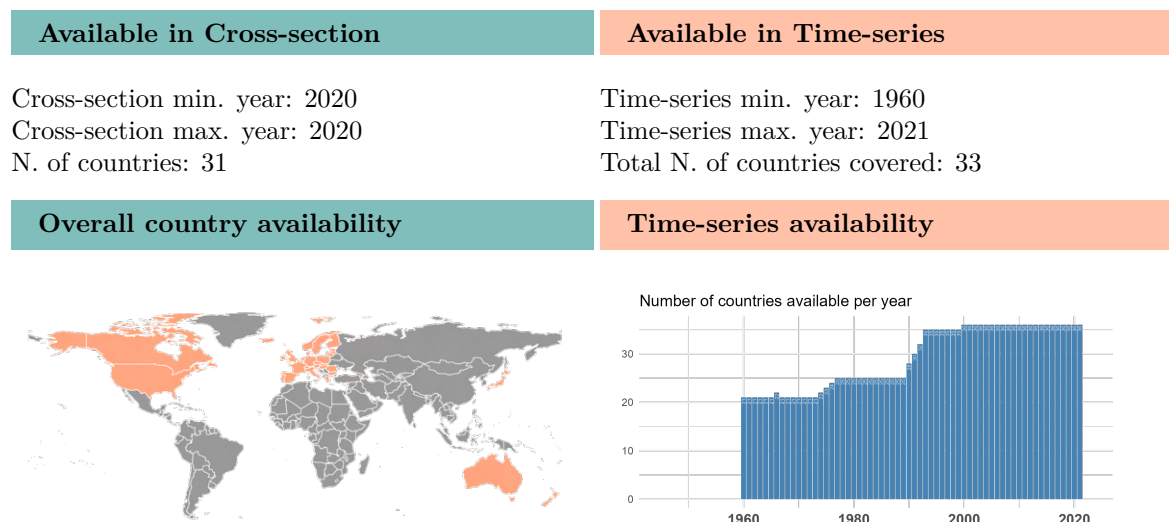 Available in Cross-section
Available in Time-series
Cross-section min. year: 2020
Cross-section max. year: 2020
N. of countries: 31
Time-series min. year: 1960
Time-series max. year: 2021
Total N. of countries covered: 33
Overall country availability
Time-series availability
Number of countries available per year
30
20
10
0
1960 1980 2000 2020